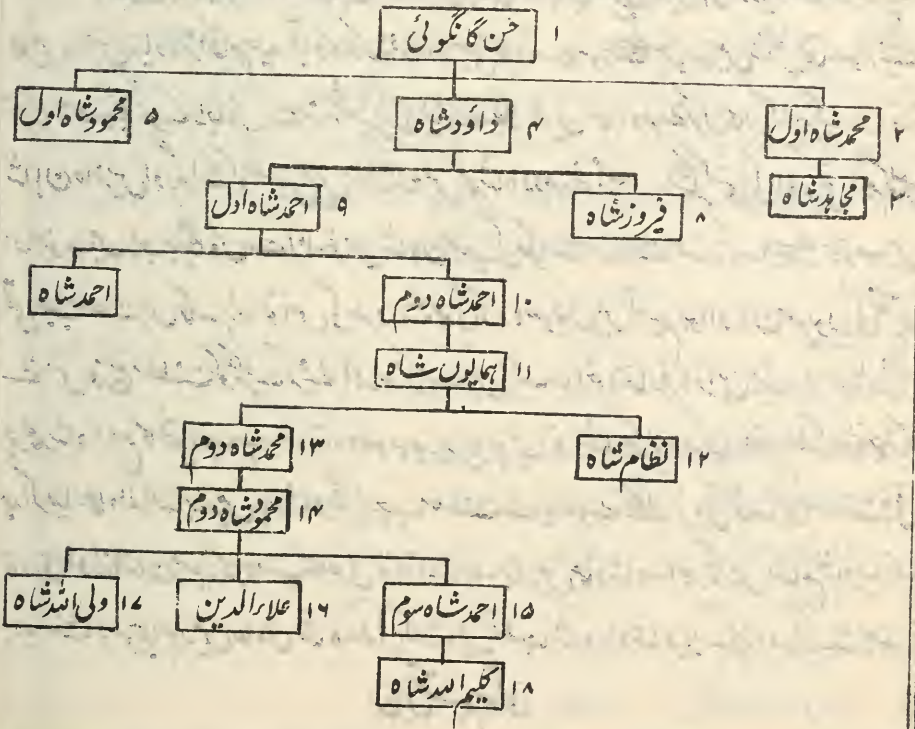 ۱ حسن گانگوئی
۲ محمد شاہ اول ۴ داؤد شاہ ۵ محمود شاہ اول
۳ مجاہد شاہ
۸ فیروز شاہ ۹ احمد شاہ اول
۱۰ احمد شاہ دوم احمد شاہ
۱۱ ہمایوں شاہ
۱۲ نظام شاہ ۱۳ محمد شاہ دوم
۱۴ محمود شاہ دوم
۱۵ احمد شاہ سوم ۱۶ علاء الدین ۱۷ ولی اللہ شاہ
۱۸ کلیم اللہ شاہ